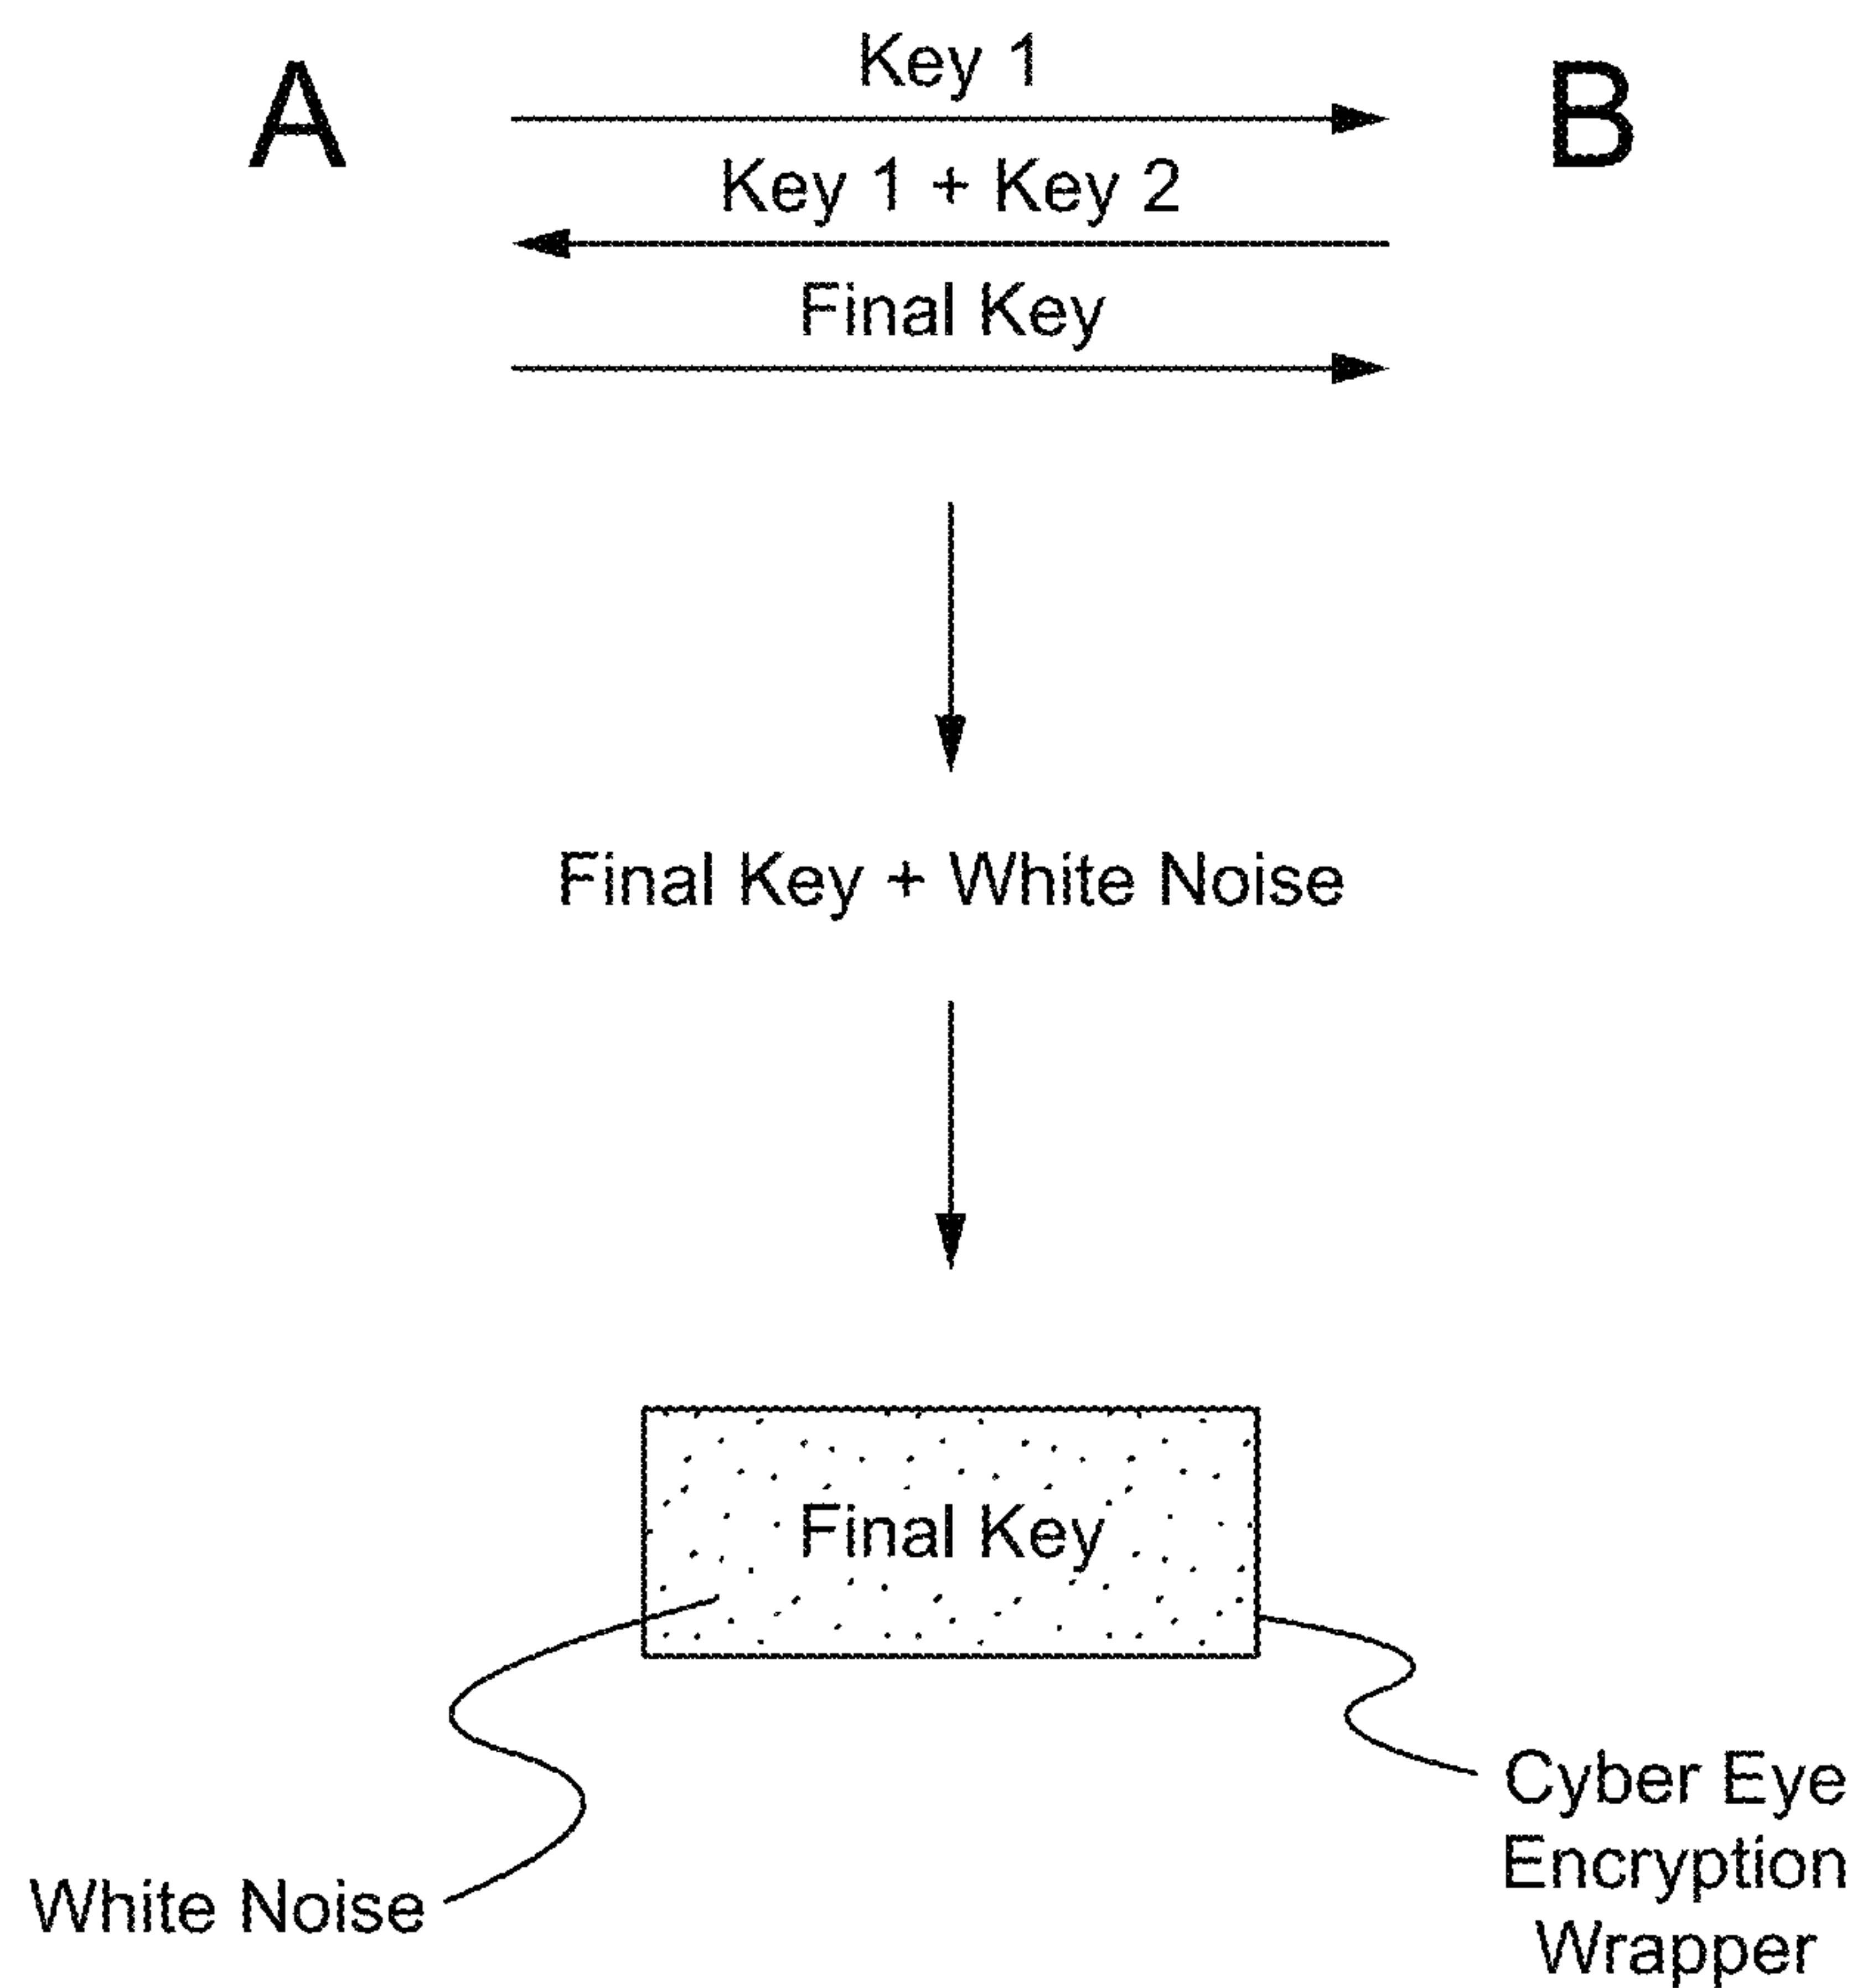 A
Key 1
B
Key 1 + Key 2
Final Key
Final Key + White Noise
Final Key
White Noise
Cyber Eye
Encryption
Wrapper